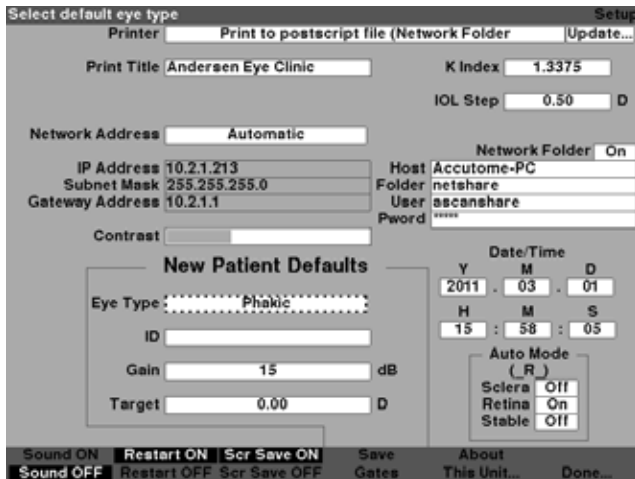 Select default eye type Setup
Printer Print to postscript file (Network Folder Update...
Print Title Andersen Eye Clinic K Index 1.3375
IOL Step 0.50 D
Network Address Automatic
Network Folder On
IP Address 10.2.1.213 Host Accutome-PC
Subnet Mask 255.255.255.0 Folder netshare
Gateway Address 10.2.1.1 User ascanshare
Pword *****
Contrast
Date/Time
New Patient Defaults Y M D
2011 . 03 . 01
Eye Type Phakic
H M S
ID 15 : 58 : 05
Auto Mode
Gain 15 dB (_R_)
Sclera Off
Retina On
Target 0.00 D Stable Off
Sound ON Restart ON Scr Save ON Save About
Sound OFF Restart OFF Scr Save OFF Gates This Unit... Done...